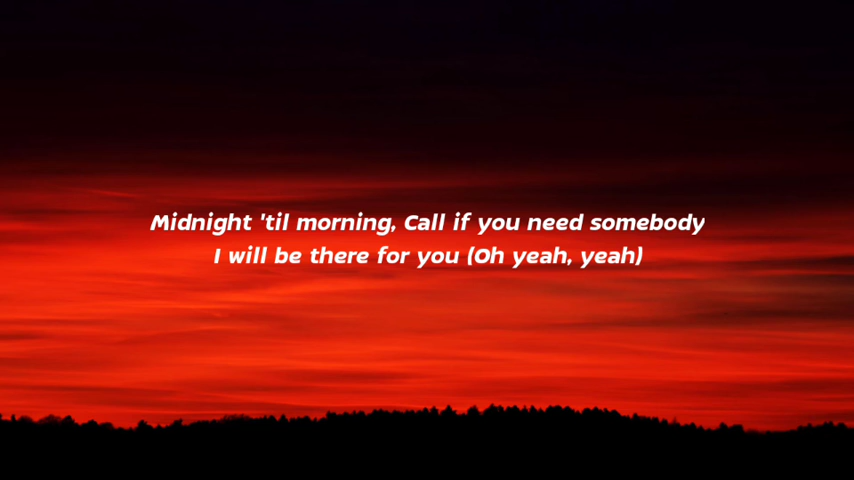 Midnight 'til morning, Call if you need somebody
I will be there for you (Oh yeah, yeah)